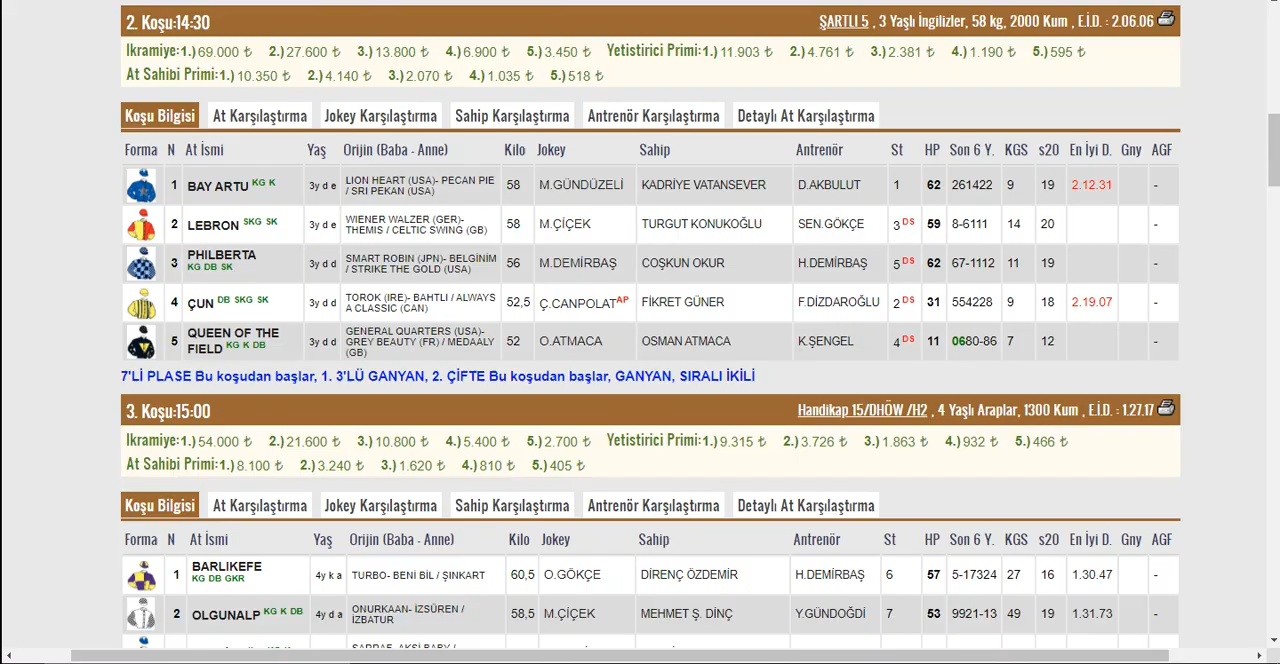 2. Koşu:14:30 ŞARTLI 5 , 3 Yaşlı İngilizler, 58 kg, 2000 Kum , E.İ.D. : 2.06.06
Ikramiye:1.)69.000 ₺ 2.)27.600 ₺ 3.)13.800 ₺ 4.)6.900 ₺ 5.)3.450 ₺ Yetistirici Primi:1.)11.903 ₺ 2.)4.761 ₺ 3.)2.381 ₺ 4.)1.190 ₺ 5.)595 ₺
At Sahibi Primi:1.)10.350 ₺ 2.)4.140 ₺ 3.)2.070 ₺ 4.)1.035 ₺ 5.)518 ₺
Koşu Bilgisi At Karşılaştırma Jokey Karşılaştırma Sahip Karşılaştırma Antrenör Karşılaştırma Detaylı At Karşılaştırma
Forma N At İsmi Yaş Orijin (Baba - Anne) Kilo Jokey Sahip Antrenör St HP Son 6 Y. KGS s20 En İyi D. Gny AGF
1 BAY ARTU KG K 3y d e LION HEART (USA)- PECAN PIE / SRI PEKAN (USA) 58 M.GÜNDÜZELİ KADRİYE VATANSEVER D.AKBULUT 1 62 261422 9 19 2.12.31 -
2 LEBRON SKG SK 3y d e WIENER WALZER (GER)- THEMIS / CELTIC SWING (GB) 58 M.ÇİÇEK TURGUT KONUKOĞLU SEN.GÖKÇE 3 DS 59 8-6111 14 20 -
3 PHILBERTA KG DB SK 3y d d SMART ROBIN (JPN)- BELGİNİM / STRIKE THE GOLD (USA) 56 M.DEMİRBAŞ COŞKUN OKUR H.DEMİRBAŞ 5 DS 62 67-1112 11 19 -
4 ÇUN DB SKG SK 3y d d TOROK (IRE)- BAHTLI / ALWAYS A CLASSIC (CAN) 52,5 Ç.CANPOLAT AP FİKRET GÜNER F.DİZDAROĞLU 2 DS 31 554228 9 18 2.19.07 -
5 QUEEN OF THE FIELD KG K DB 3y d d GENERAL QUARTERS (USA)- GREY BEAUTY (FR) / MEDAALY (GB) 52 O.ATMACA OSMAN ATMACA K.ŞENGEL 4 DS 11 0680-86 7 12 -
7'Lİ PLASE Bu koşudan başlar, 1. 3'LÜ GANYAN, 2. ÇİFTE Bu koşudan başlar, GANYAN, SIRALI İKİLİ
3. Koşu:15:00 Handikap 15/DHÖW /H2 , 4 Yaşlı Araplar, 1300 Kum , E.İ.D. : 1.27.17
Ikramiye:1.)54.000 ₺ 2.)21.600 ₺ 3.)10.800 ₺ 4.)5.400 ₺ 5.)2.700 ₺ Yetistirici Primi:1.)9.315 ₺ 2.)3.726 ₺ 3.)1.863 ₺ 4.)932 ₺ 5.)466 ₺
At Sahibi Primi:1.)8.100 ₺ 2.)3.240 ₺ 3.)1.620 ₺ 4.)810 ₺ 5.)405 ₺
Koşu Bilgisi At Karşılaştırma Jokey Karşılaştırma Sahip Karşılaştırma Antrenör Karşılaştırma Detaylı At Karşılaştırma
Forma N At İsmi Yaş Orijin (Baba - Anne) Kilo Jokey Sahip Antrenör St HP Son 6 Y. KGS s20 En İyi D. Gny AGF
1 BARLIKEFE KG DB GKR 4y k a TURBO- BENİ BİL / ŞINKART 60,5 O.GÖKÇE DİRENÇ ÖZDEMİR H.DEMİRBAŞ 6 57 5-17324 27 16 1.30.47 -
2 OLGUNALP KG K DB 4y d a ONURKAAN- İZSÜREN / İZBATUR 58,5 M.ÇİÇEK MEHMET Ş. DİNÇ Y.GÜNDOĞDİ 7 53 9921-13 49 19 1.31.73 -